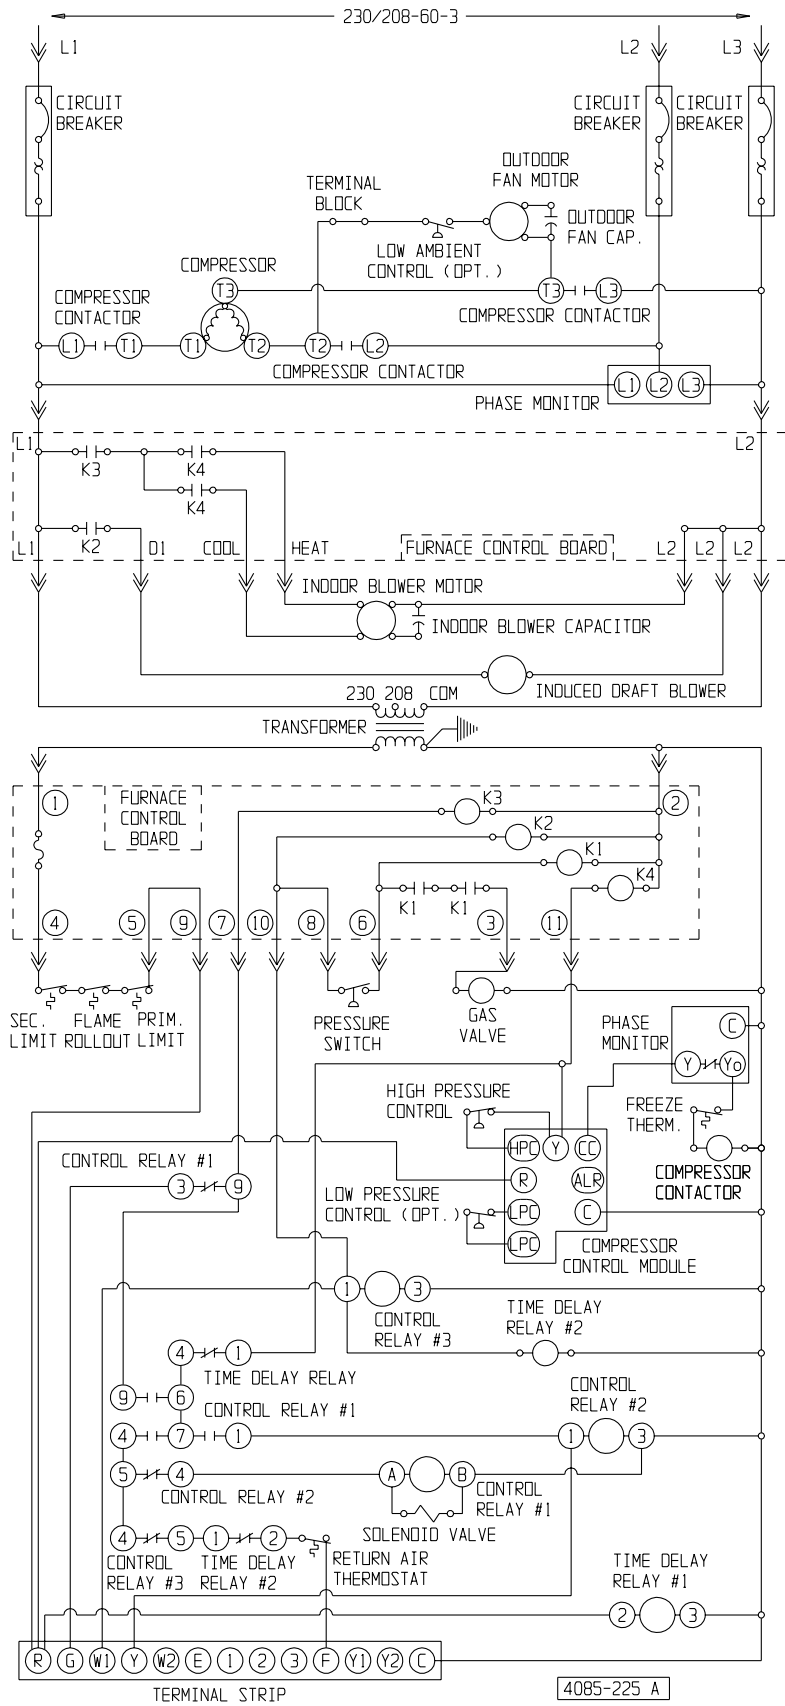 230/208-60-3
L1
L2
L3
CIRCUIT
BREAKER
CIRCUIT
BREAKER
CIRCUIT
BREAKER
OUTDOOR
FAN MOTOR
TERMINAL
BLOCK
OUTDOOR
FAN CAP.
LOW AMBIENT
CONTROL (OPT.)
COMPRESSOR
T3
T3
L3
COMPRESSOR
CONTACTOR
COMPRESSOR CONTACTOR
L1
T1
T1
T2
T2
L2
COMPRESSOR CONTACTOR
L1
L2
L3
PHASE MONITOR
L1
L2
K3
K4
K4
L1
K2
D1
COOL
HEAT
FURNACE CONTROL BOARD
L2
L2
L2
INDOOR BLOWER MOTOR
INDOOR BLOWER CAPACITOR
INDUCED DRAFT BLOWER
230 208 COM
TRANSFORMER
1
FURNACE
CONTROL
BOARD
K3
2
K2
K1
K4
K1
K1
4
5
9
7
10
8
6
3
11
SEC.
LIMIT
FLAME
ROLLOUT
PRIM.
LIMIT
PRESSURE
SWITCH
GAS
VALVE
PHASE
MONITOR
C
Y
Yo
HIGH PRESSURE
CONTROL
FREEZE
THERM.
HPC
Y
CC
COMPRESSOR
CONTACTOR
CONTROL RELAY #1
3
9
R
ALR
LOW PRESSURE
CONTROL (OPT.)
LPC
C
LPC
COMPRESSOR
CONTROL MODULE
1
3
CONTROL
RELAY #3
TIME DELAY
RELAY #2
4
1
TIME DELAY RELAY
9
6
CONTROL RELAY #1
CONTROL
RELAY #2
4
7
1
1
3
5
4
CONTROL RELAY #2
A
B
CONTROL
RELAY #1
SOLENOID VALVE
4
5
1
2
CONTROL
RELAY #3
TIME DELAY
RELAY #2
RETURN AIR
THERMOSTAT
TIME DELAY
RELAY #1
2
3
R
G
W1
Y
W2
E
1
2
3
F
Y1
Y2
C
TERMINAL STRIP
4085-225 A